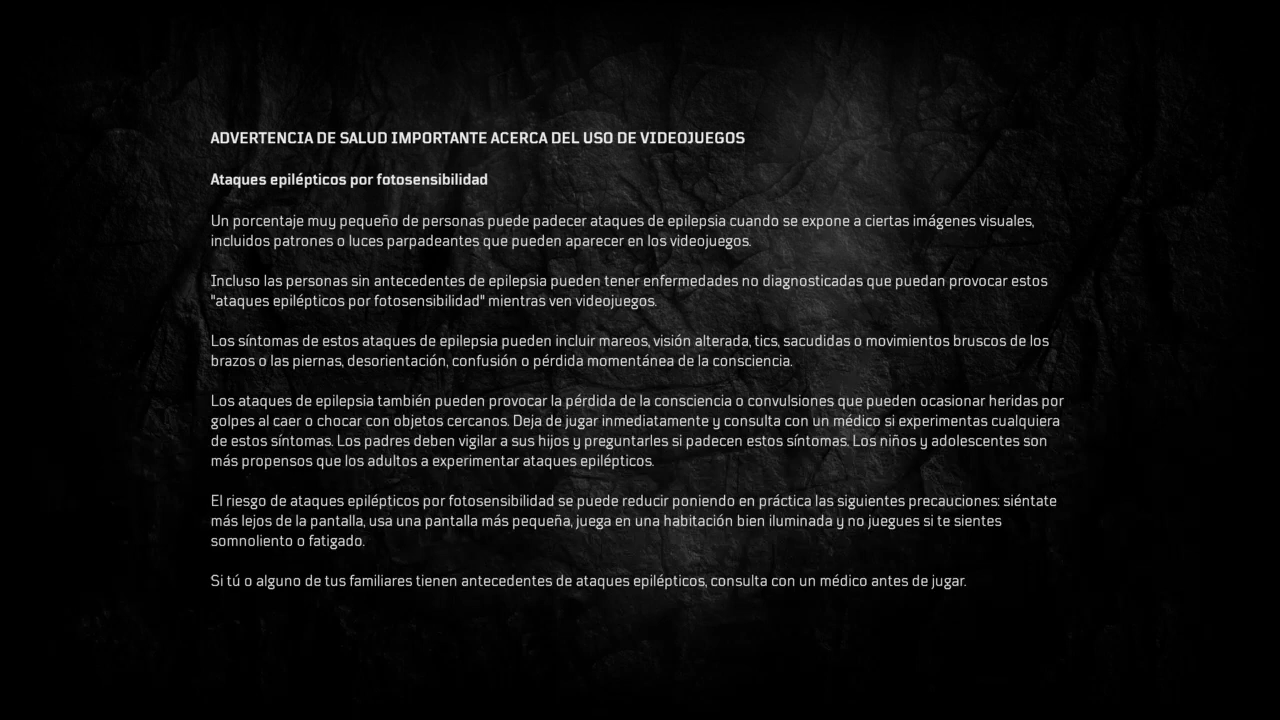 ADVERTENCIA DE SALUD IMPORTANTE ACERCA DEL USO DE VIDEOJUEGOS
Ataques epilépticos por fotosensibilidad
Un porcentaje muy pequeño de personas puede padecer ataques de epilepsia cuando se expone a ciertas imágenes visuales,
incluidos patrones o luces parpadeantes que pueden aparecer en los videojuegos.
Incluso las personas sin antecedentes de epilepsia pueden tener enfermedades no diagnosticadas que puedan provocar estos
"ataques epilépticos por fotosensibilidad" mientras ven videojuegos.
Los síntomas de estos ataques de epilepsia pueden incluir mareos, visión alterada, tics, sacudidas o movimientos bruscos de los
brazos o las piernas, desorientación, confusión o pérdida momentánea de la consciencia.
Los ataques de epilepsia también pueden provocar la pérdida de la consciencia o convulsiones que pueden ocasionar heridas por
golpes al caer o chocar con objetos cercanos. Deja de jugar inmediatamente y consulta con un médico si experimentas cualquiera
de estos síntomas. Los padres deben vigilar a sus hijos y preguntarles si padecen estos síntomas. Los niños y adolescentes son
más propensos que los adultos a experimentar ataques epilépticos.
El riesgo de ataques epilépticos por fotosensibilidad se puede reducir poniendo en práctica las siguientes precauciones: siéntate
más lejos de la pantalla, usa una pantalla más pequeña, juega en una habitación bien iluminada y no juegues si te sientes
somnoliento o fatigado.
Si tú o alguno de tus familiares tienen antecedentes de ataques epilépticos, consulta con un médico antes de jugar.